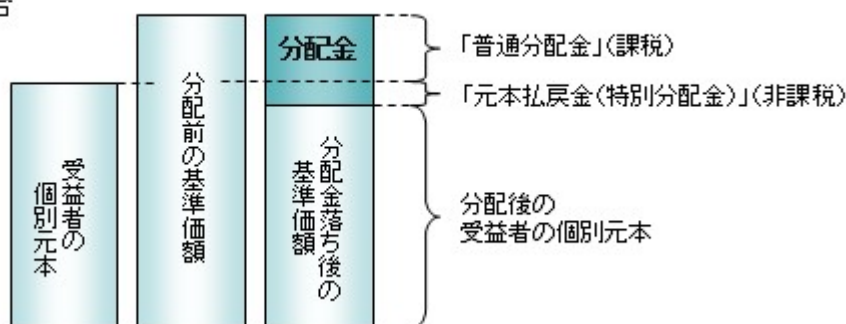 受益者の
個別元本
分配前の基準価額
分配金
分配金落ち後の
基準価額
「普通分配金」(課税)
「元本払戻金(特別分配金)」(非課税)
分配後の
受益者の個別元本